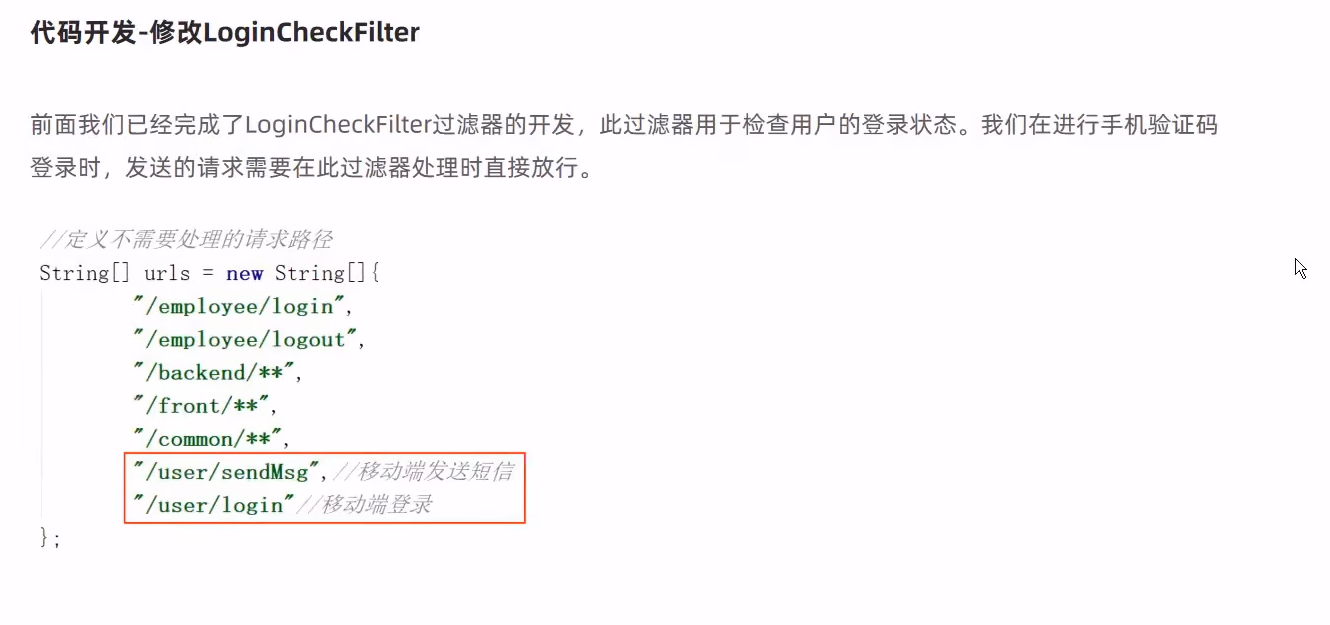 代码开发-修改LoginCheckFilter
前面我们已经完成了LoginCheckFilter过滤器的开发，此过滤器用于检查用户的登录状态。我们在进行手机验证码
登录时，发送的请求需要在此过滤器处理时直接放行。
//定义不需要处理的请求路径
String[] urls = new String[]{
"/employee/login",
"/employee/logout",
"/backend/**",
"/front/**",
"/common/**",
"/user/sendMsg",//移动端发送短信
"/user/login"//移动端登录
};